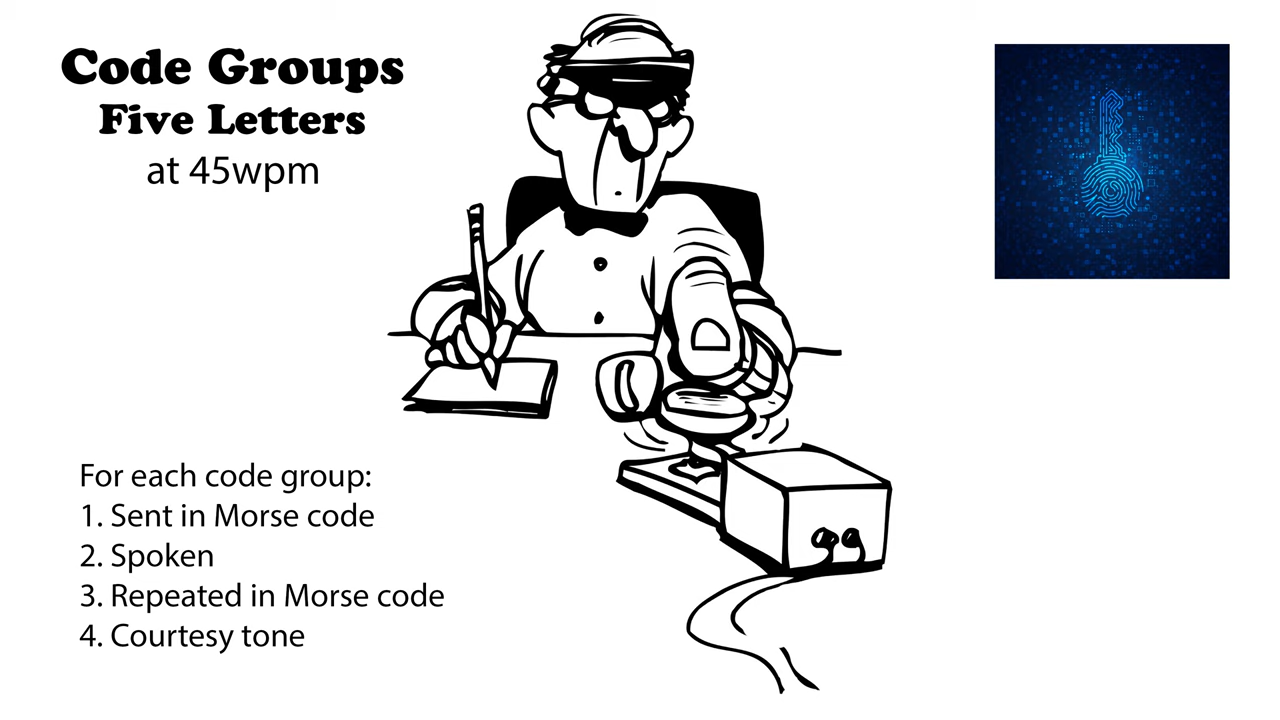 Code Groups
Five Letters
at 45wpm
For each code group:
1. Sent in Morse code
2. Spoken
3. Repeated in Morse code
4. Courtesy tone